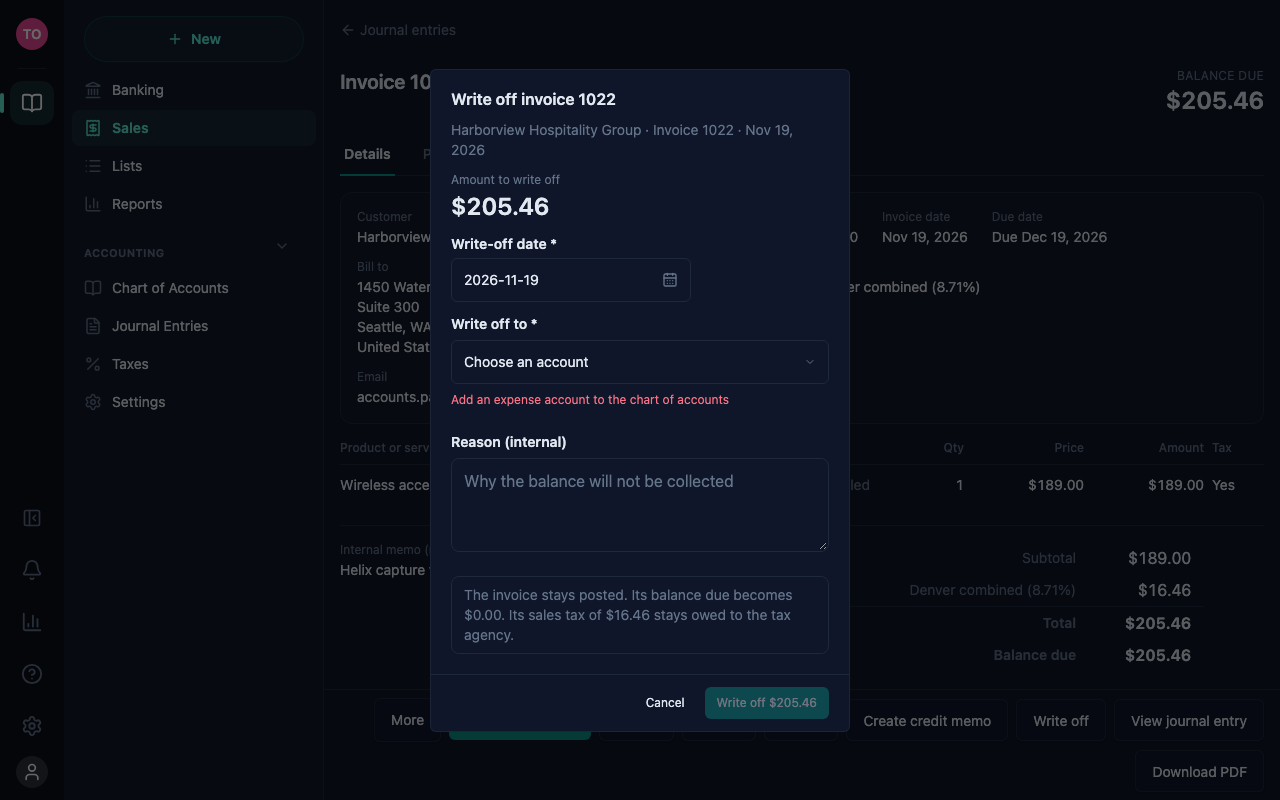 TO
+ New
Banking
Sales
Lists
Reports
ACCOUNTING
Chart of Accounts
Journal Entries
Taxes
Settings
← Journal entries
Invoice 10
BALANCE DUE
$205.46
Details
P
Customer
Harborview
Bill to
1450 Water
Suite 300
Seattle, WA
United Stat
Email
accounts.pa
0
Invoice date
Nov 19, 2026
Due date
Due Dec 19, 2026
er combined (8.71%)
Product or serv
Qty
Price
Amount
Tax
Wireless acce
led
1
$189.00
$189.00
Yes
Internal memo (
Helix capture
Subtotal
$189.00
Denver combined (8.71%)
$16.46
Total
$205.46
Balance due
$205.46
More
Create credit memo
Write off
View journal entry
Download PDF
Write off invoice 1022
Harborview Hospitality Group · Invoice 1022 · Nov 19,
2026
Amount to write off
$205.46
Write-off date *
2026-11-19
Write off to *
Choose an account
Add an expense account to the chart of accounts
Reason (internal)
Why the balance will not be collected
The invoice stays posted. Its balance due becomes
$0.00. Its sales tax of $16.46 stays owed to the tax
agency.
Cancel
Write off $205.46